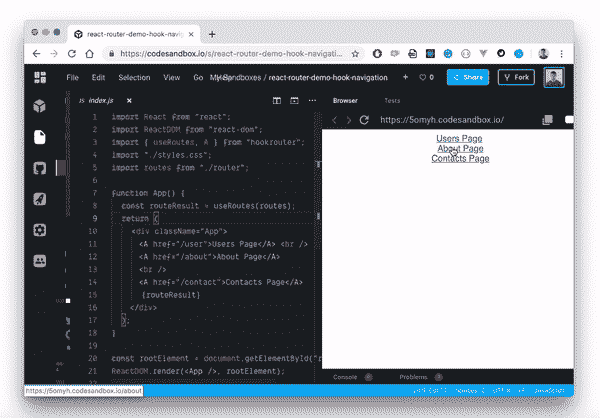 react-router-demo-hook-navigat
https://codesandbox.io/s/react-router-demo-hook-navigati...
File Edit Selection View Go
Sandboxes / react-router-demo-hook-navigation
+ 0 Share Fork
JS index.js
Browser Tests
https://5omyh.codesandbox.io/
1 import React from "react";
2 import ReactDOM from "react-dom";
3 import { useRoutes, A } from "hookrouter";
4 import "./styles.css";
5 import routes from "./router";
6
7 function App() {
8 const routeResult = useRoutes(routes);
9 return (
10 <div className="App">
11 <A href="/user">Users Page</A> <br />
12 <A href="/about">About Page</A>
13 <br />
14 <A href="/contact">Contacts Page</A>
15 {routeResult}
16 </div>
17 );
18 }
19
20 const rootElement = document.getElementById("r
21 ReactDOM.render(<App />, rootElement);
Users Page
About Page
Contacts Page
Console Problems
https://5omyh.codesandbox.io/about